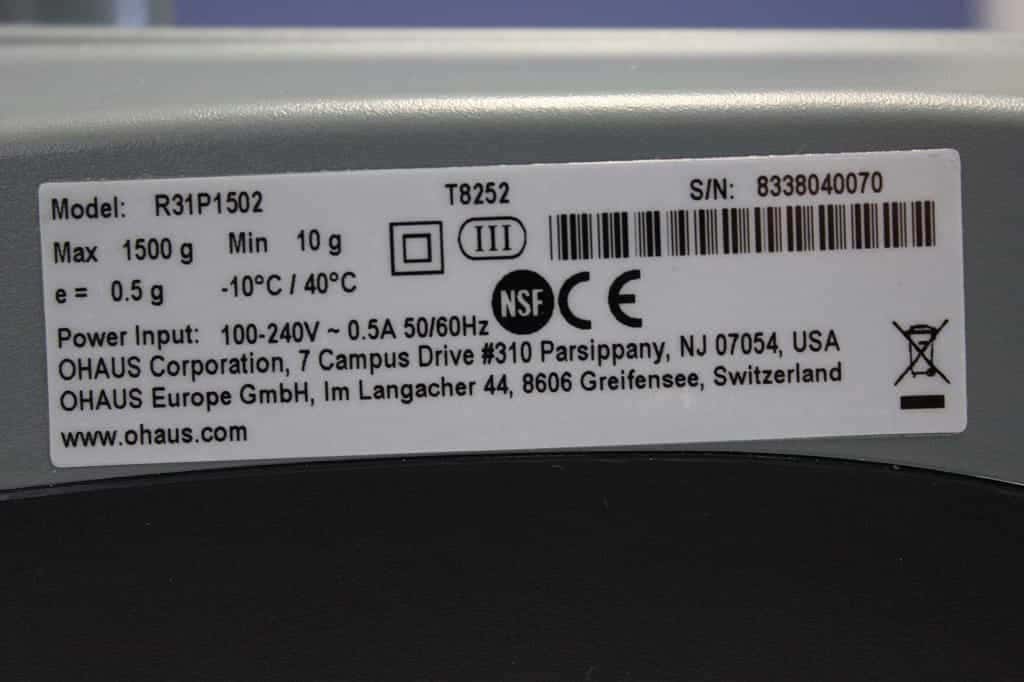 Model: R31P1502 T8252 S/N: 8338040070
Max 1500 g Min 10 g III
e = 0.5 g -10°C / 40°C
NSF CE
Power Input: 100-240V ~ 0.5A 50/60Hz
OHAUS Corporation, 7 Campus Drive #310 Parsippany, NJ 07054, USA
OHAUS Europe GmbH, Im Langacher 44, 8606 Greifensee, Switzerland
www.ohaus.com